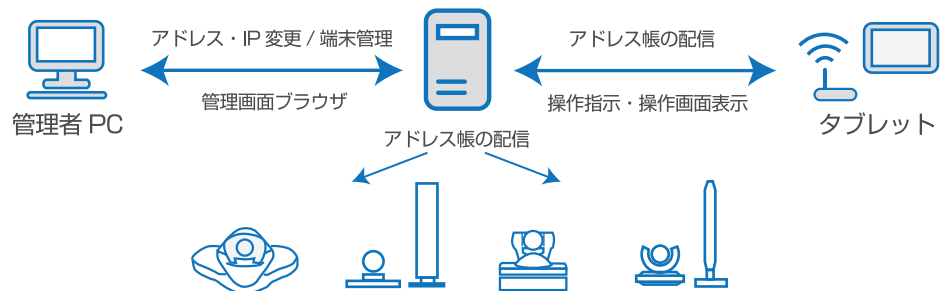 アドレス・IP 変更 / 端末管理
管理画面ブラウザ
管理者 PC
アドレス帳の配信
操作指示・操作画面表示
タブレット
アドレス帳の配信